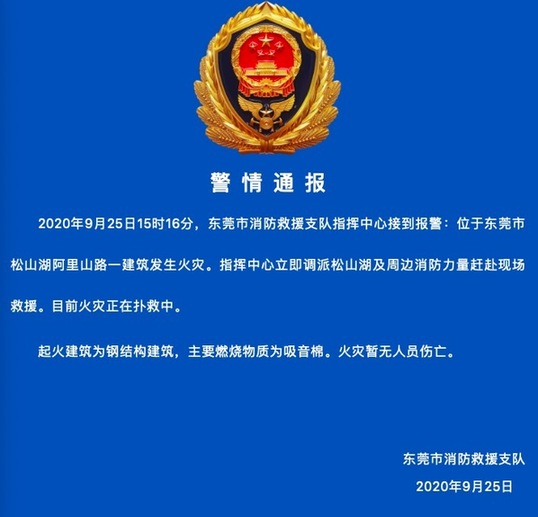 警情通报
2020年9月25日15时16分，东莞市消防救援支队指挥中心接到报警：位于东莞市
松山湖阿里山路一建筑发生火灾。指挥中心立即调派松山湖及周边消防力量赶赴现场
救援。目前火灾正在扑救中。
起火建筑为钢结构建筑，主要燃烧物质为吸音棉。火灾暂无人员伤亡。
东莞市消防救援支队
2020年9月25日